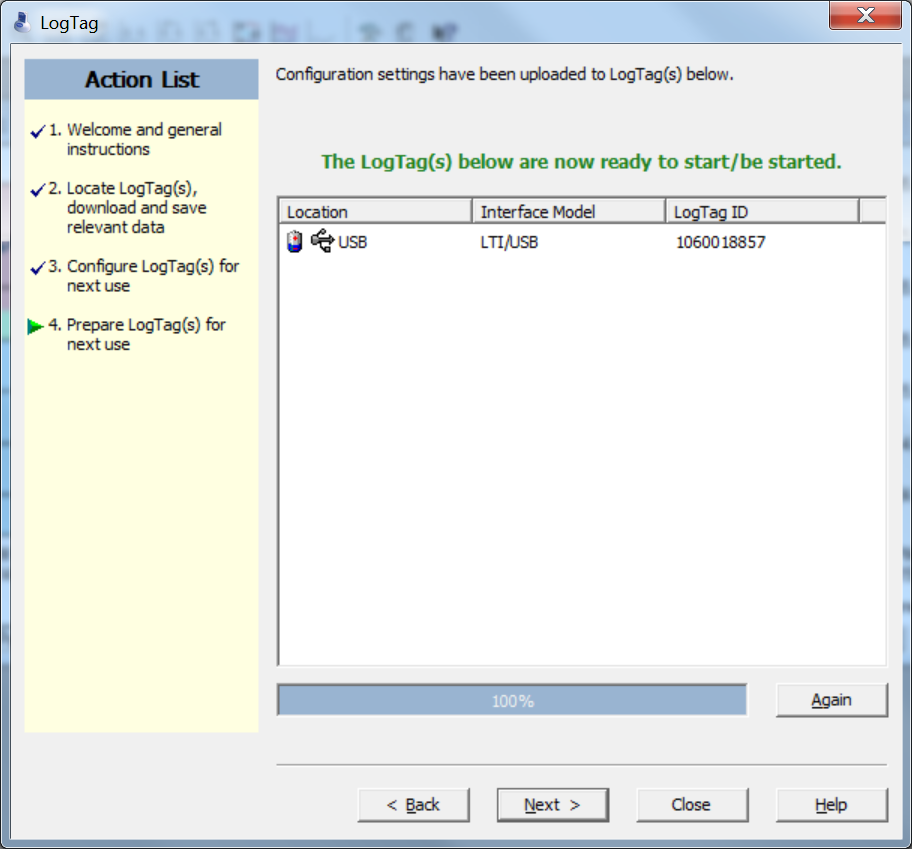 LogTag
Action List
1. Welcome and general
instructions
2. Locate LogTag(s),
download and save
relevant data
3. Configure LogTag(s) for
next use
4. Prepare LogTag(s) for
next use
Configuration settings have been uploaded to LogTag(s) below.
The LogTag(s) below are now ready to start/be started.
Location Interface Model LogTag ID
USB LTI/USB 1060018857
100%
Again
< Back Next > Close Help